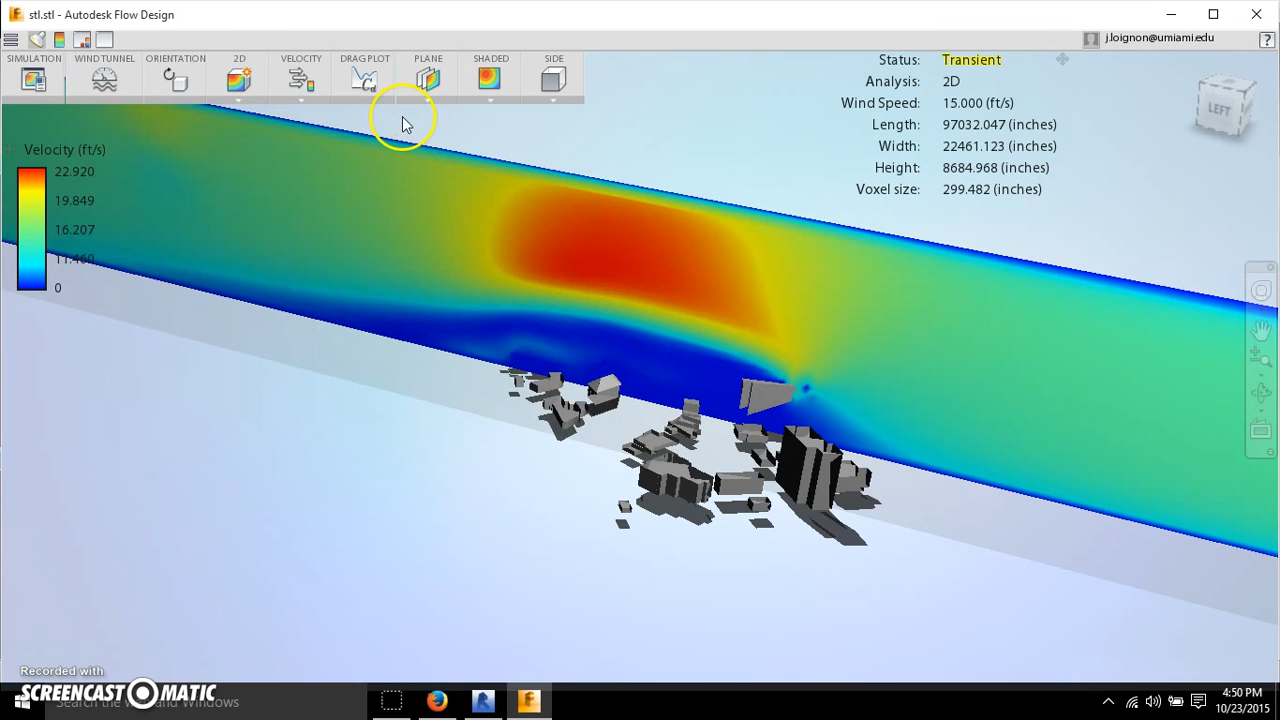 stl.stl - Autodesk Flow Design
j.loignon@umiami.edu
?
SIMULATION WIND TUNNEL ORIENTATION 2D VELOCITY DRAG PLOT PLANE SHADED SIDE
Cd
Status: Transient
Analysis: 2D
Wind Speed: 15.000 (ft/s)
Length: 97032.047 (inches)
Width: 22461.123 (inches)
Height: 8684.968 (inches)
Voxel size: 299.482 (inches)
LEFT
Velocity (ft/s)
22.920
19.849
16.207
11.460
0
Recorded with
SCREENCAST MATIC
Search the web and Windows
4:50 PM
10/23/2015